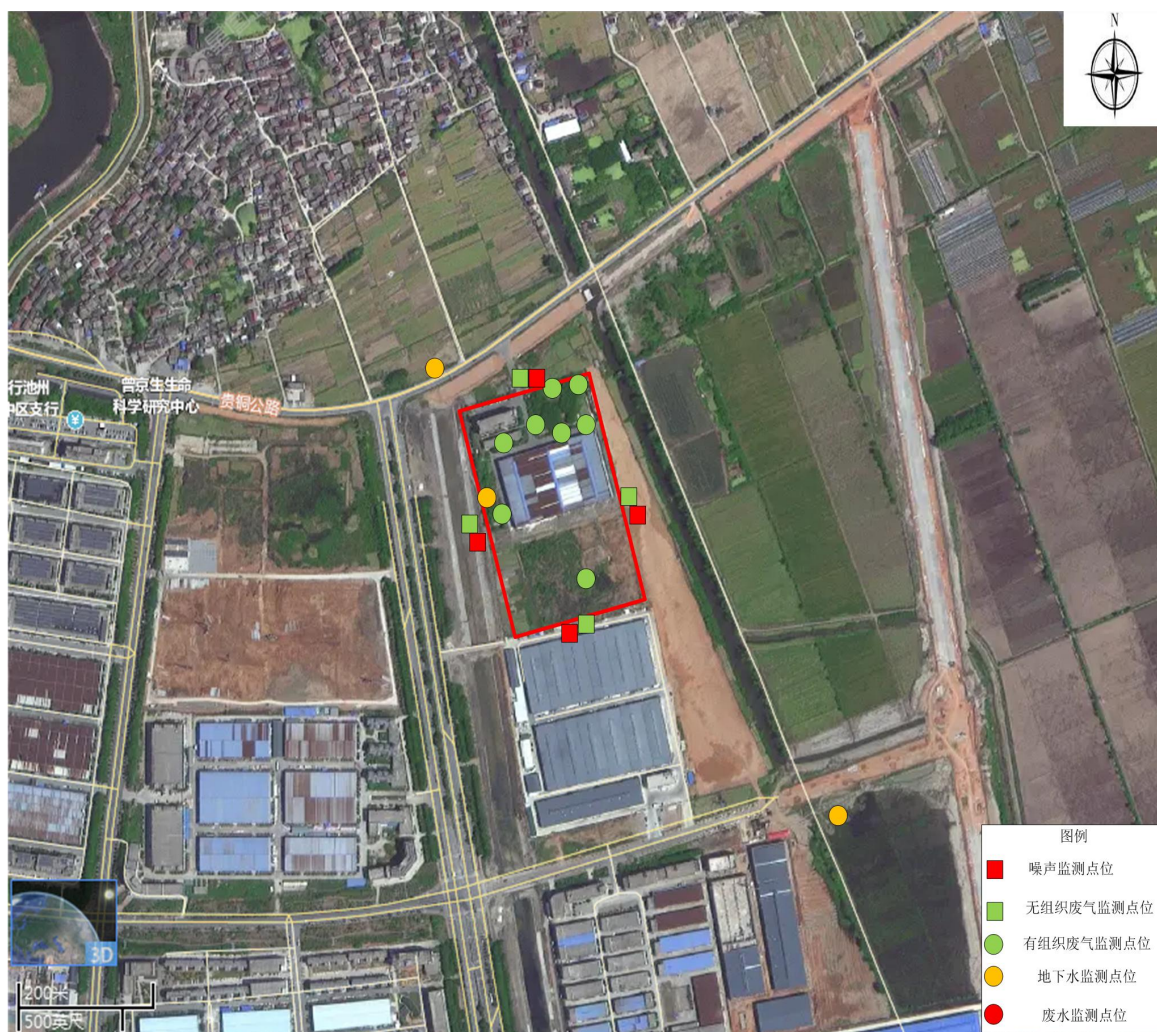 N
行池州
中区支行
¥
曾京生生命
科学研究中心
贵铜公路
图例
噪声监测点位
无组织废气监测点位
有组织废气监测点位
地下水监测点位
废水监测点位
3D
200米
500英尺